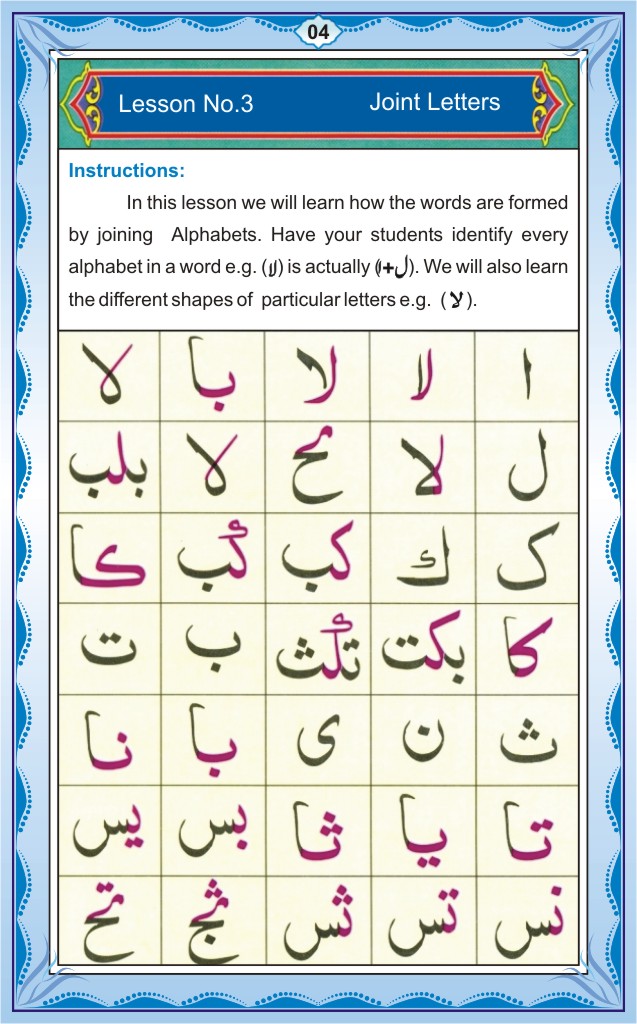 04
Lesson No.3 Joint Letters
Instructions:
In this lesson we will learn how the words are formed
by joining Alphabets. Have your students identify every
alphabet in a word e.g. (لا) is actually (ل+ا). We will also learn
the different shapes of particular letters e.g. (لا).
ا لا لا با لا
ل لا لا بلب
ک ك کب کب کا
کا بکت تکث ب ت
ث ن ی با نا
تا یا ثا بس یس
نس تس ثس ثج تح